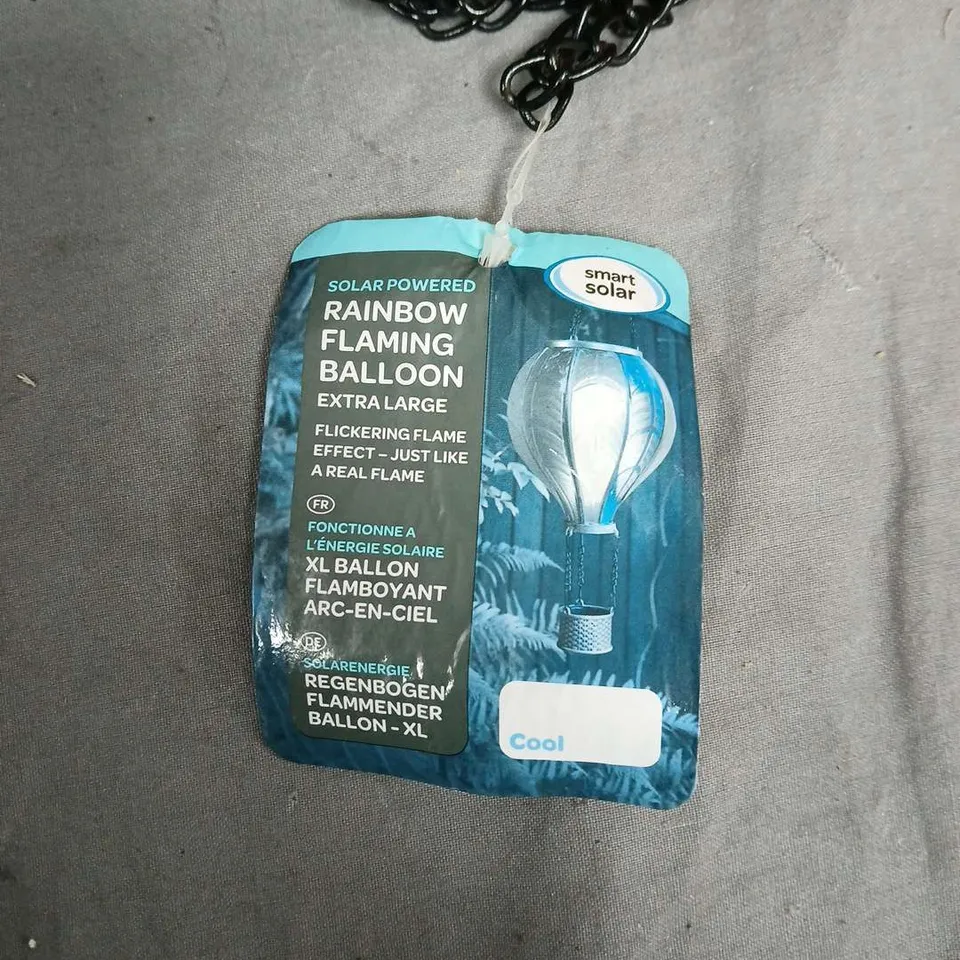 SOLAR POWERED
RAINBOW
FLAMING
BALLOON
EXTRA LARGE
FLICKERING FLAME
EFFECT – JUST LIKE
A REAL FLAME
FR
FONCTIONNE A
L'ÉNERGIE SOLAIRE
XL BALLON
FLAMBOYANT
ARC-EN-CIEL
DE
SOLARENERGIE
REGENBOGEN
FLAMMENDER
BALLON - XL
smart
solar
Cool